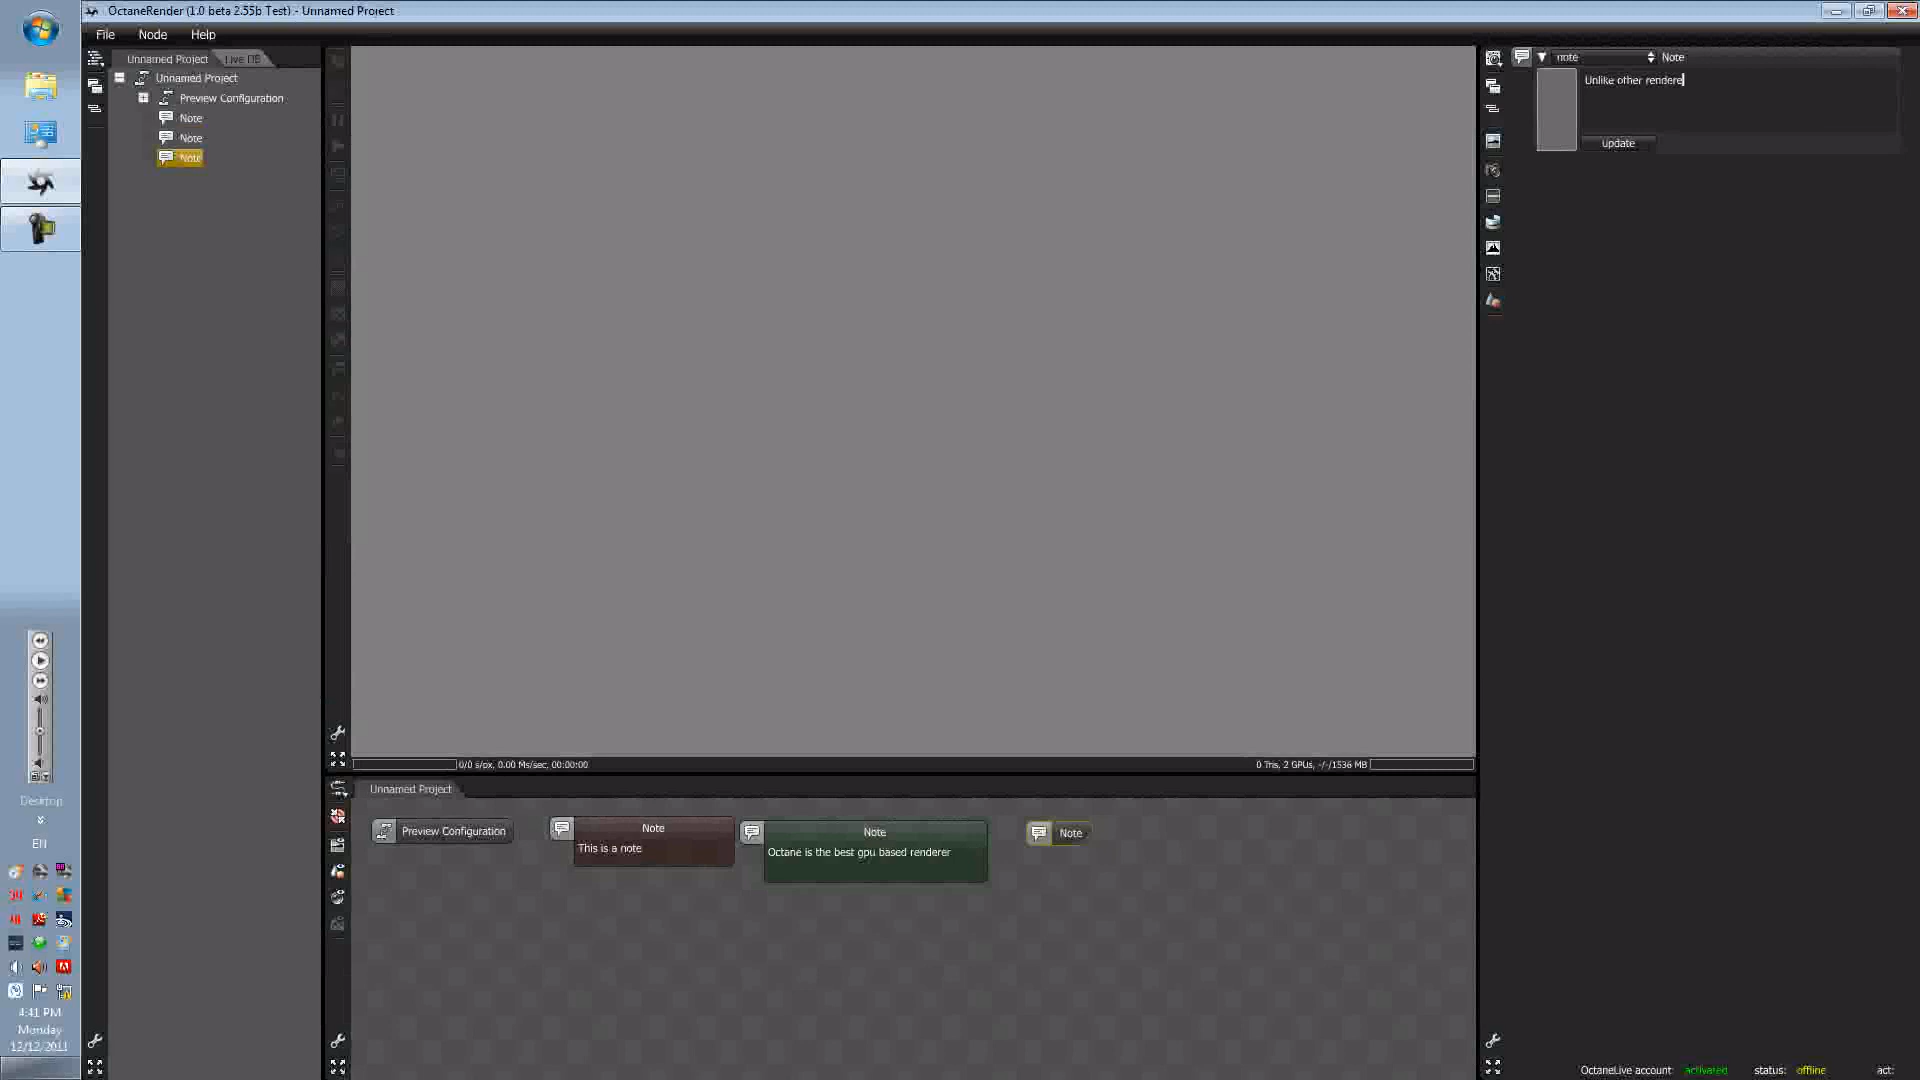 OctaneRender (1.0 beta 2.55b Test) - Unnamed Project
File Node Help
Unnamed Project Live DB
Unnamed Project
Preview Configuration
Note
Note
Note
note Note
Unlike other rendere
update
0/0 s/px, 0.00 Ms/sec, 00:00:00
0 Tris, 2 GPUs, -/-/1536 MB
Unnamed Project
Preview Configuration
Note
This is a note
Note
Octane is the best gpu based renderer
Note
Desktop
EN
4:41 PM
Monday
12/12/2011
OctaneLive account: activated status: offline act: